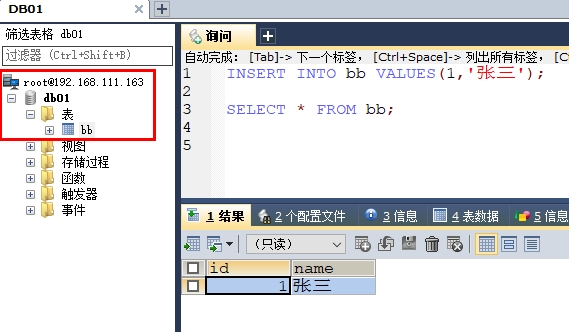 DB01
筛选表格 db01
过滤器 (Ctrl+Shift+B)
root@192.168.111.163
db01
表
bb
视图
存储过程
函数
触发器
事件
询问
自动完成: [Tab]-> 下一个标签, [Ctrl+Space]-> 列出所有标签, [C
1 INSERT INTO bb VALUES(1,'张三');
2
3 SELECT * FROM bb;
4
5
1 结果 2 个配置文件 3 信息 4 表数据 5 信息
(只读)
id name
1 张三